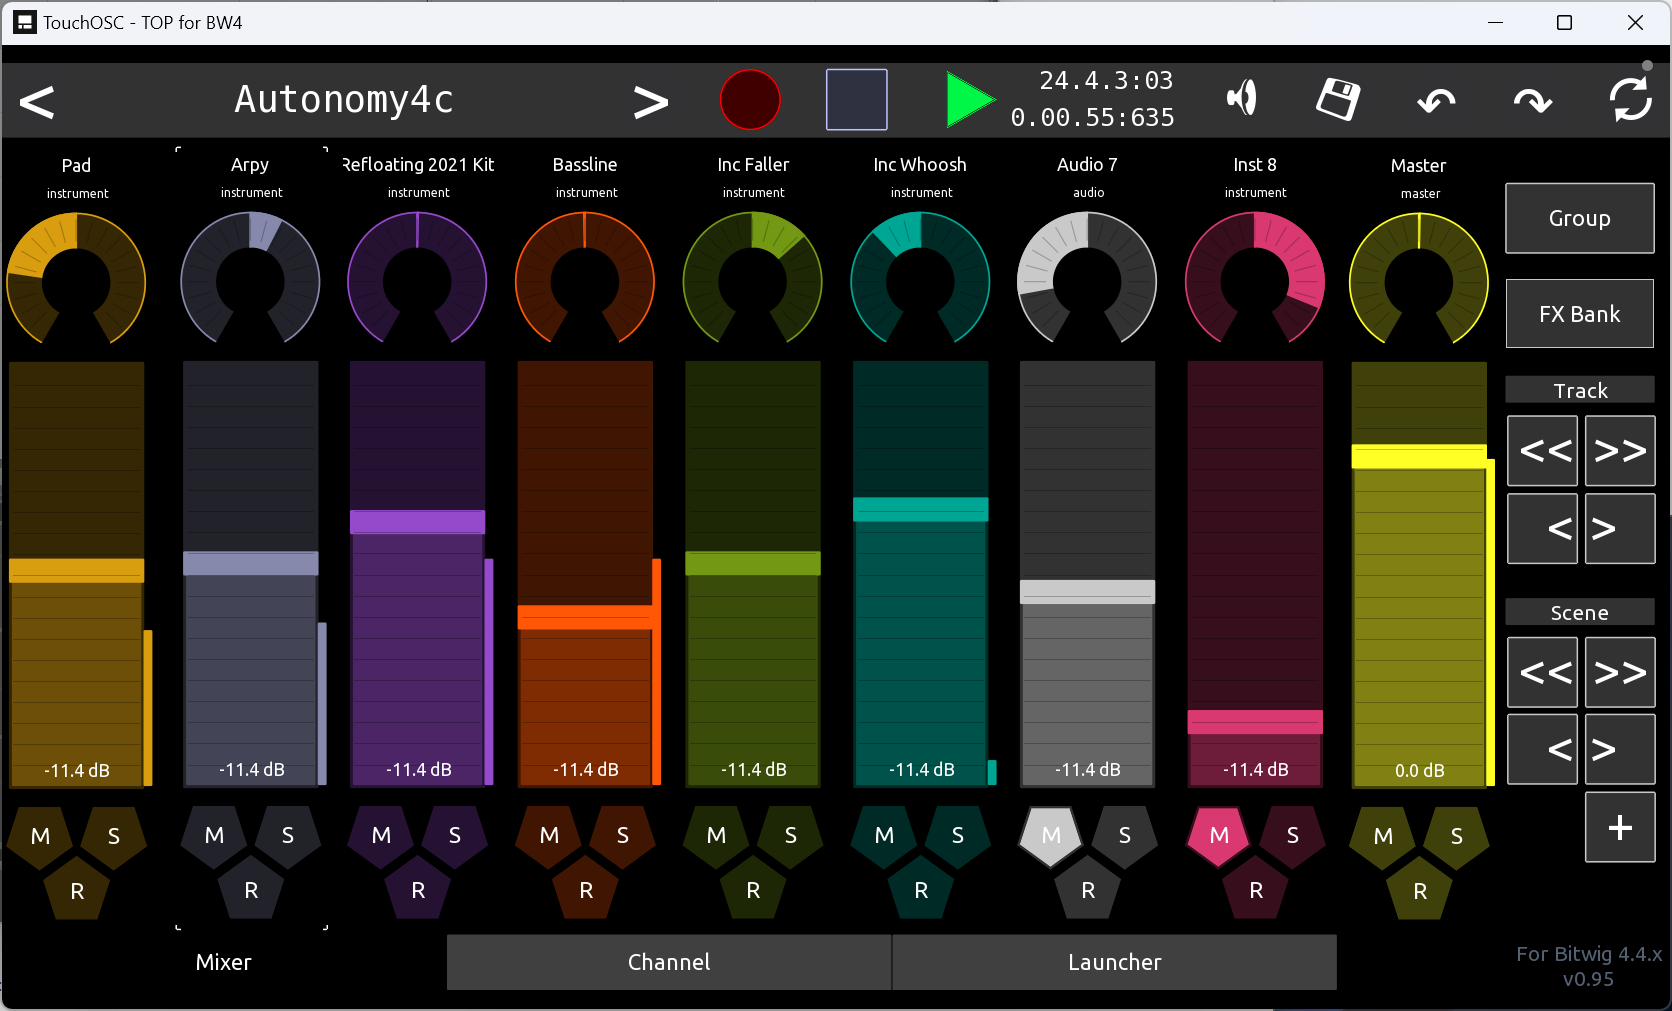 TouchOSC - TOP for BW4
< Autonomy4c >
24.4.3:03
0.00.55:635
Pad Arpy Refloating 2021 Kit Bassline Inc Faller Inc Whoosh Audio 7 Inst 8 Master
instrument instrument instrument instrument instrument instrument audio instrument master
Group
FX Bank
Track
<< >>
< >
Scene
<< >>
< >
+
-11.4 dB -11.4 dB -11.4 dB -11.4 dB -11.4 dB -11.4 dB -11.4 dB -11.4 dB 0.0 dB
M S M S M S M S M S M S M S M S M S
R R R R R R R R R
Mixer Channel Launcher
For Bitwig 4.4.x
v0.95